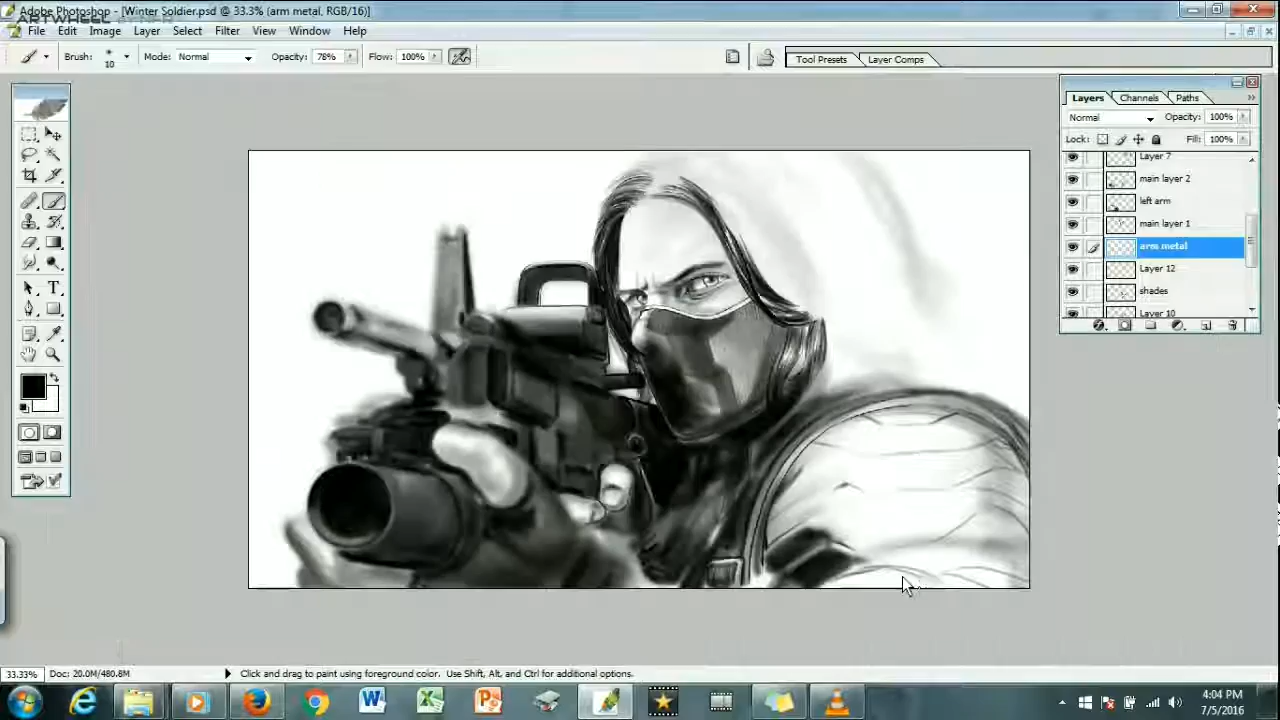 Adobe Photoshop - [Winter Soldier.psd @ 33.3% (arm metal, RGB/16)]
ARTWHEEL
File Edit Image Layer Select Filter View Window Help
Brush: 10 Mode: Normal Opacity: 78% Flow: 100% Tool Presets Layer Comps
Layers Channels Paths
Normal Opacity: 100%
Lock: Fill: 100%
Layer 7
main layer 2
left arm
main layer 1
arm metal
Layer 12
shades
Layer 10
33.33% Doc: 20.0M/480.8M Click and drag to paint using foreground color. Use Shift, Alt, and Ctrl for additional options.
4:04 PM
7/5/2016